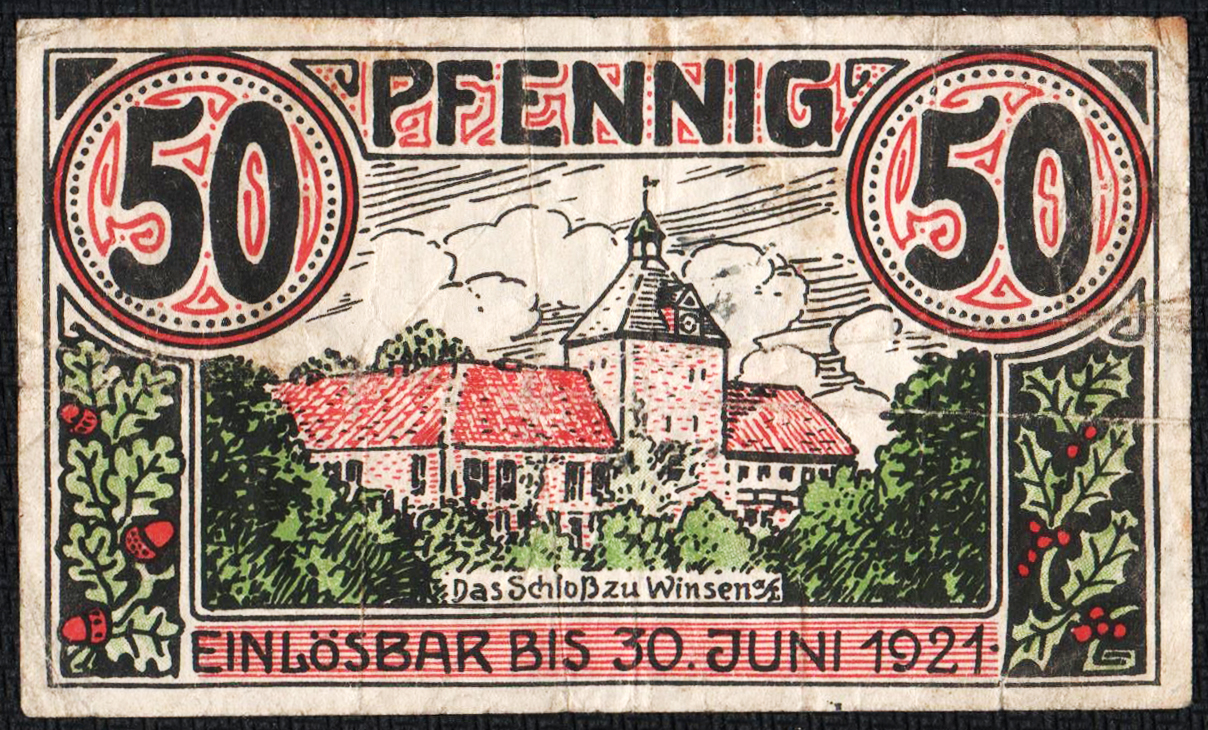 50 PFENNIG 50
Das Schloß zu Winsen a/L
EINLÖSBAR BIS 30. JUNI 1921